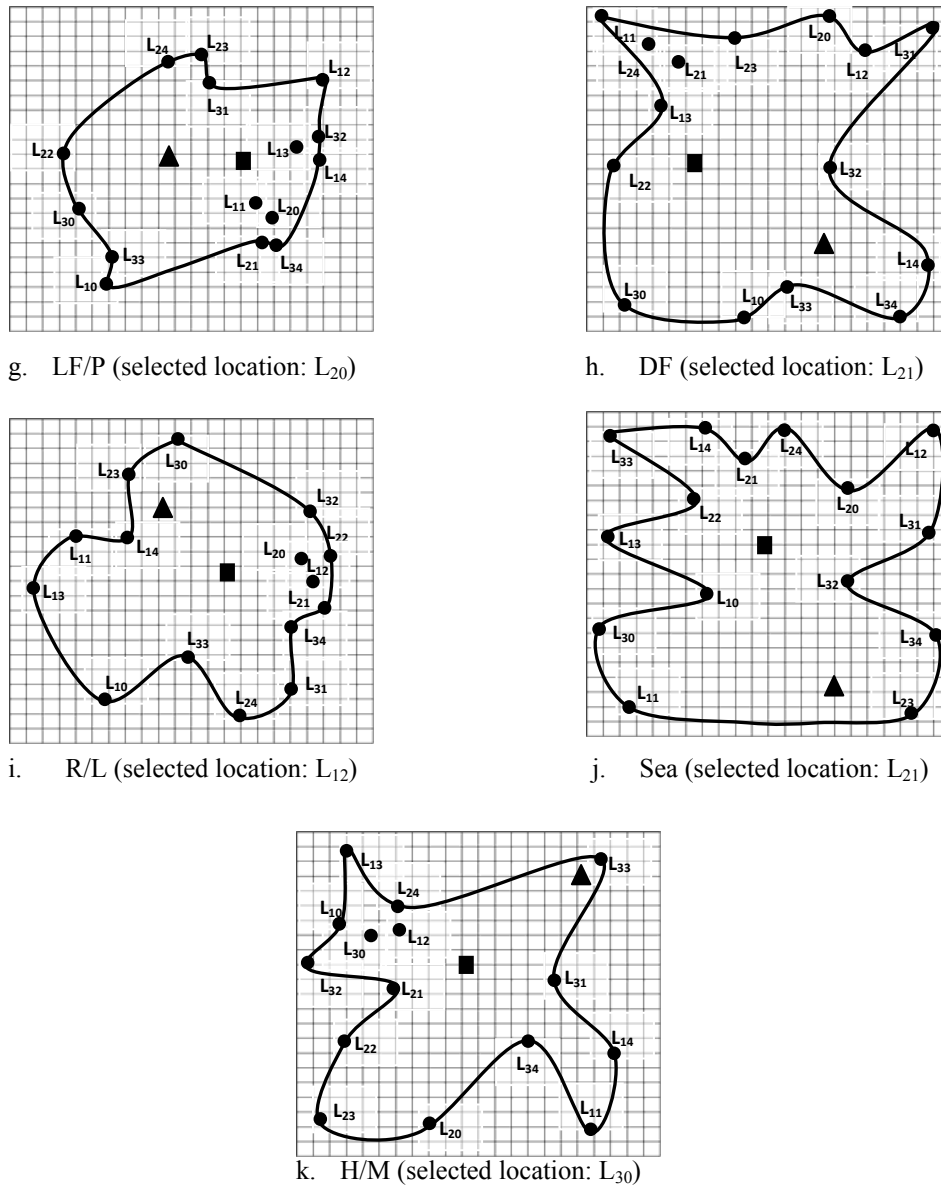 L24 L23
L12
L31
L32
L13
L14
L22
L11 L20
L30
L33
L21 L34
L10
g. LF/P (selected location: L20)
L11 L20 L31
L24 L21 L23 L12
L13
L22 L32
L14
L30 L10 L33 L34
h. DF (selected location: L21)
L30
L23
L32
L11 L14 L20 L22
L12
L13 L21
L34
L33
L10 L24 L31
i. R/L (selected location: L12)
L33 L14 L24 L12
L21
L22 L20
L13 L31
L10 L32
L30 L34
L11 L23
j. Sea (selected location: L21)
L13 L33
L24
L10
L30 L12
L32 L21 L31
L22 L34 L14
L23 L20 L11
k. H/M (selected location: L30)